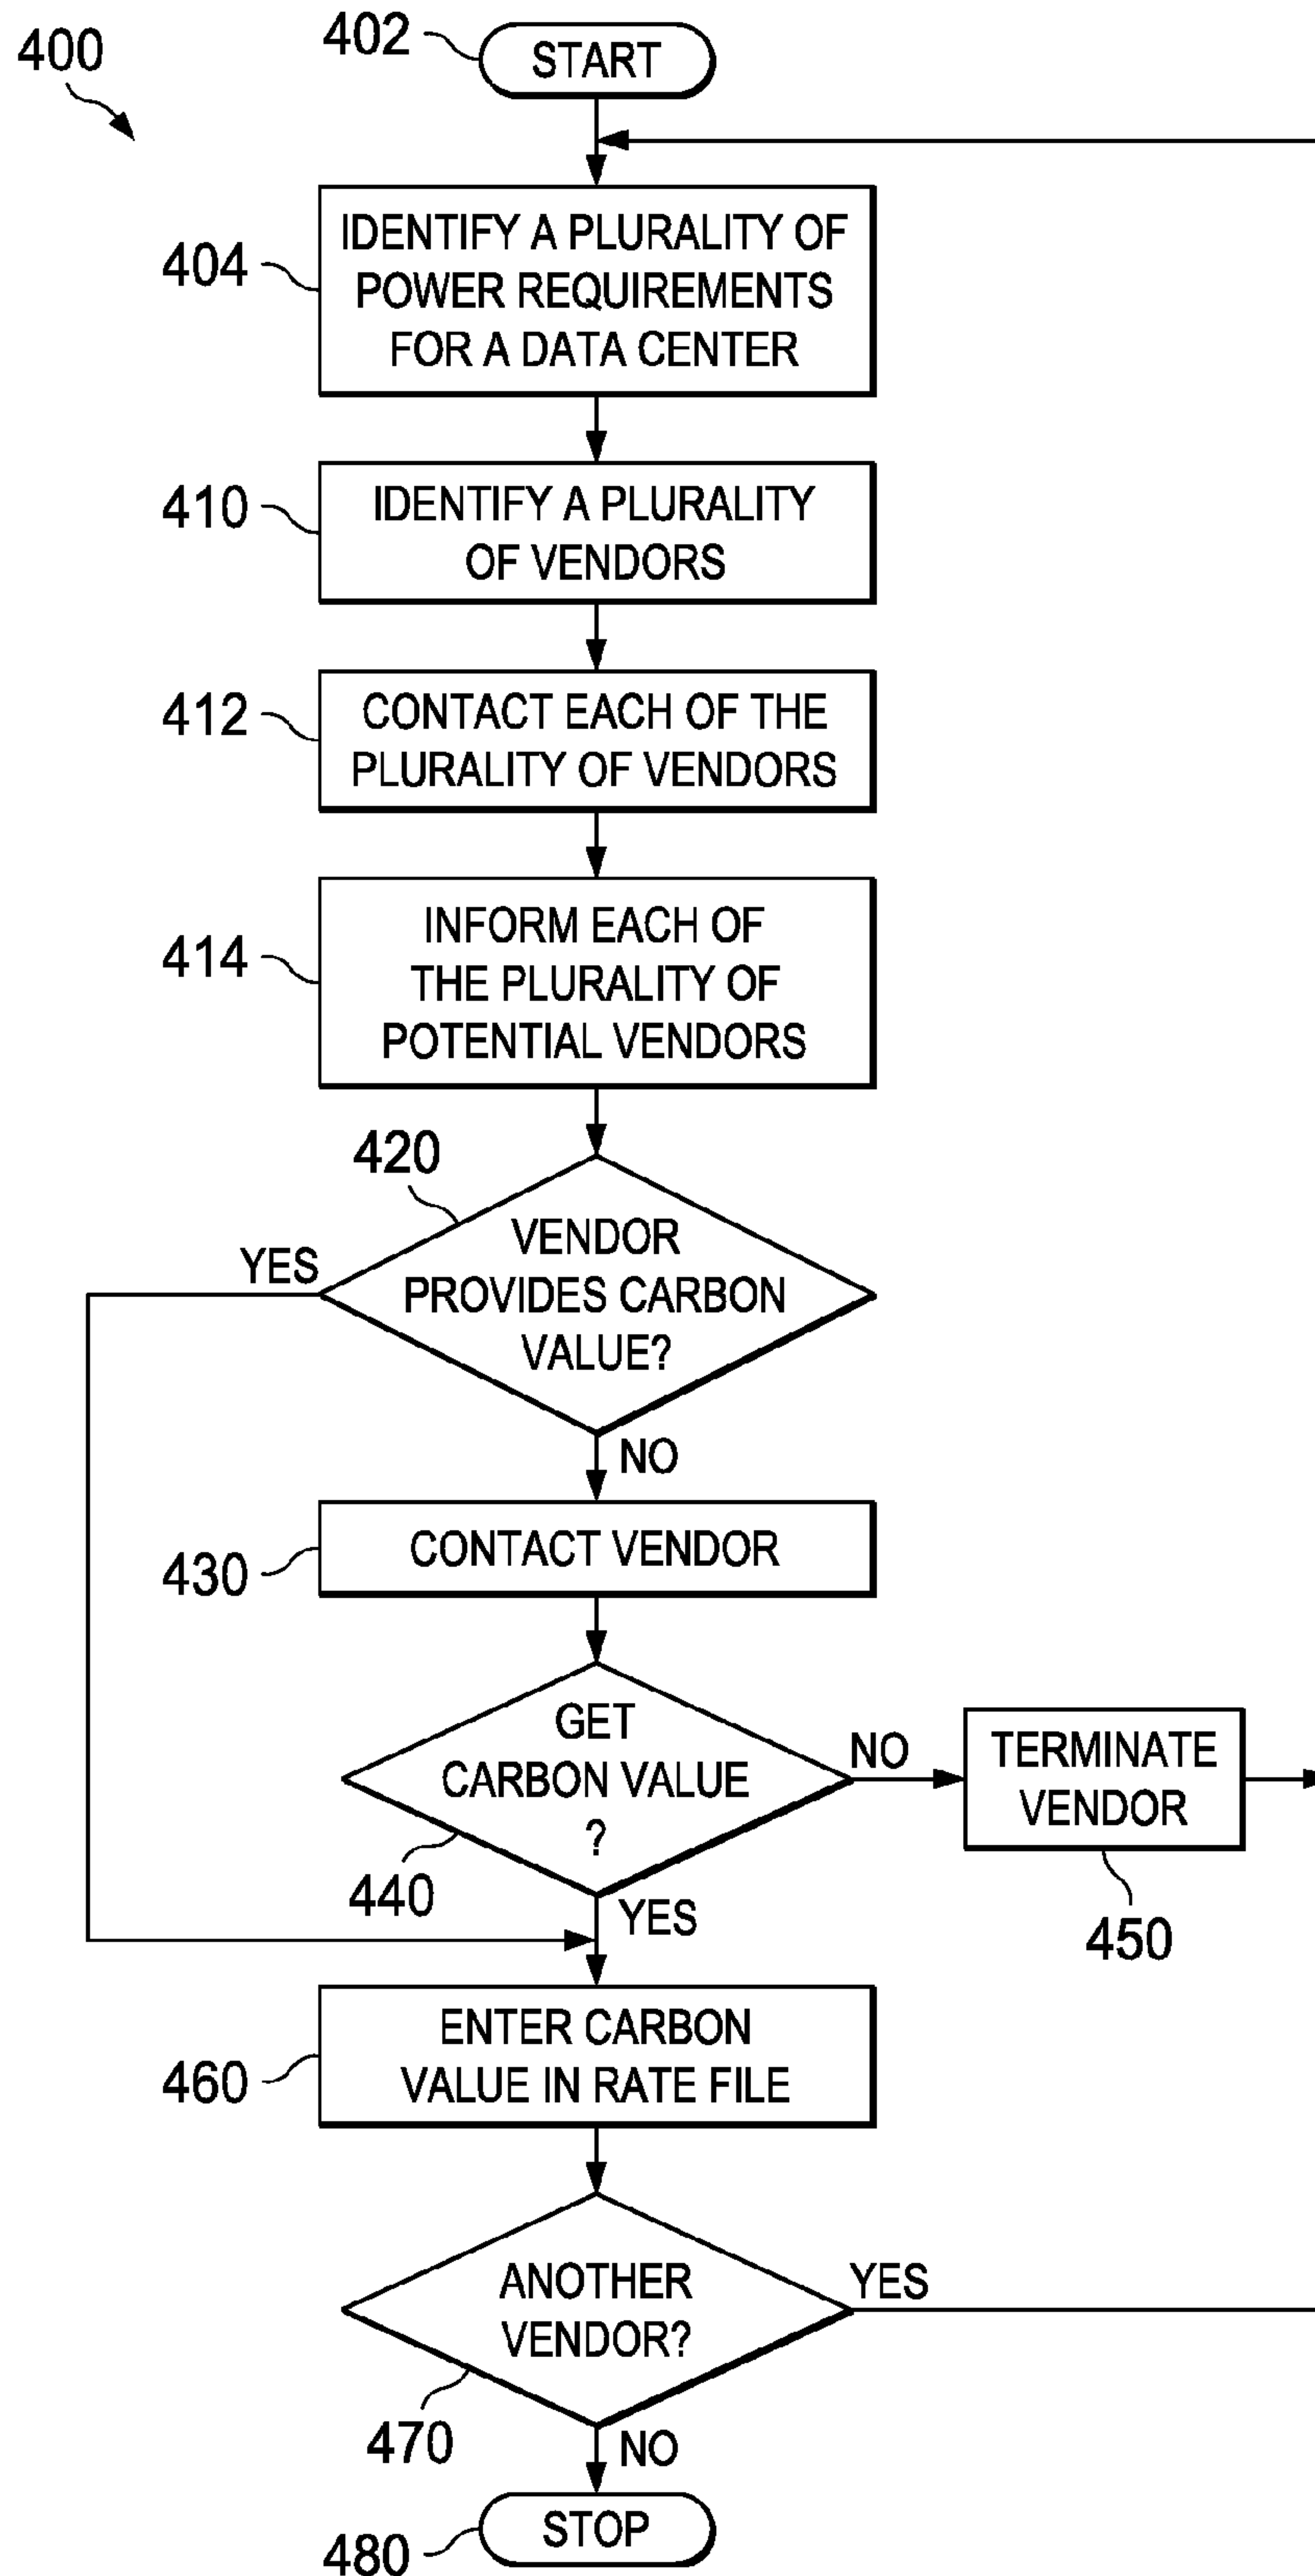 400
402
START
404
IDENTIFY A PLURALITY OF
POWER REQUIREMENTS
FOR A DATA CENTER
410
IDENTIFY A PLURALITY
OF VENDORS
412
CONTACT EACH OF THE
PLURALITY OF VENDORS
414
INFORM EACH OF
THE PLURALITY OF
POTENTIAL VENDORS
420
VENDOR
PROVIDES CARBON
VALUE?
YES
NO
430
CONTACT VENDOR
GET
CARBON VALUE
?
440
NO
TERMINATE
VENDOR
450
YES
460
ENTER CARBON
VALUE IN RATE FILE
ANOTHER
VENDOR?
470
YES
NO
480
STOP